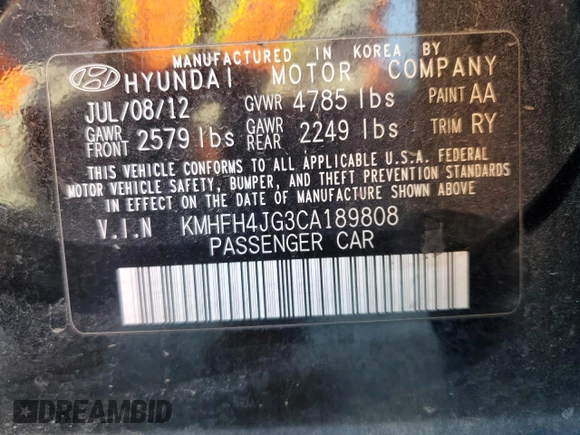 MANUFACTURED IN KOREA BY
HYUNDAI MOTOR COMPANY
JUL/08/12 GVWR 4785 lbs PAINT AA
GAWR FRONT 2579 lbs GAWR REAR 2249 lbs TRIM RY
THIS VEHICLE CONFORMS TO ALL APPLICABLE U.S.A. FEDERAL
MOTOR VEHICLE SAFETY, BUMPER, AND THEFT PREVENTION STANDARDS
IN EFFECT ON THE DATE OF MANUFACTURE SHOWN ABOVE.
V.I.N KMHFH4JG3CA189808
PASSENGER CAR
DREAMBID